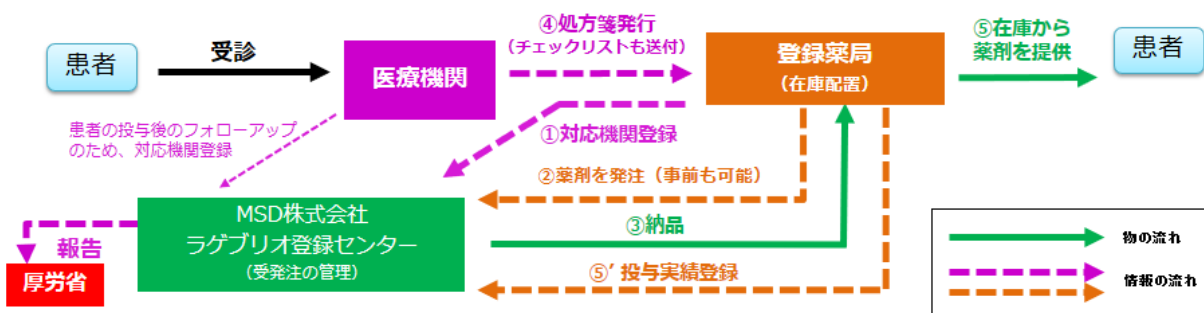 患者
受診
医療機関
④処方箋発行
(チェックリストも送付)
登録薬局
(在庫配置)
⑤在庫から
薬剤を提供
患者
患者の投与後のフォローアップ
のため、対応機関登録
①対応機関登録
②薬剤を発注（事前も可能）
MSD株式会社
ラゲブリオ登録センター
(受発注の管理)
③納品
⑤’投与実績登録
報告
厚労省
物の流れ
情報の流れ